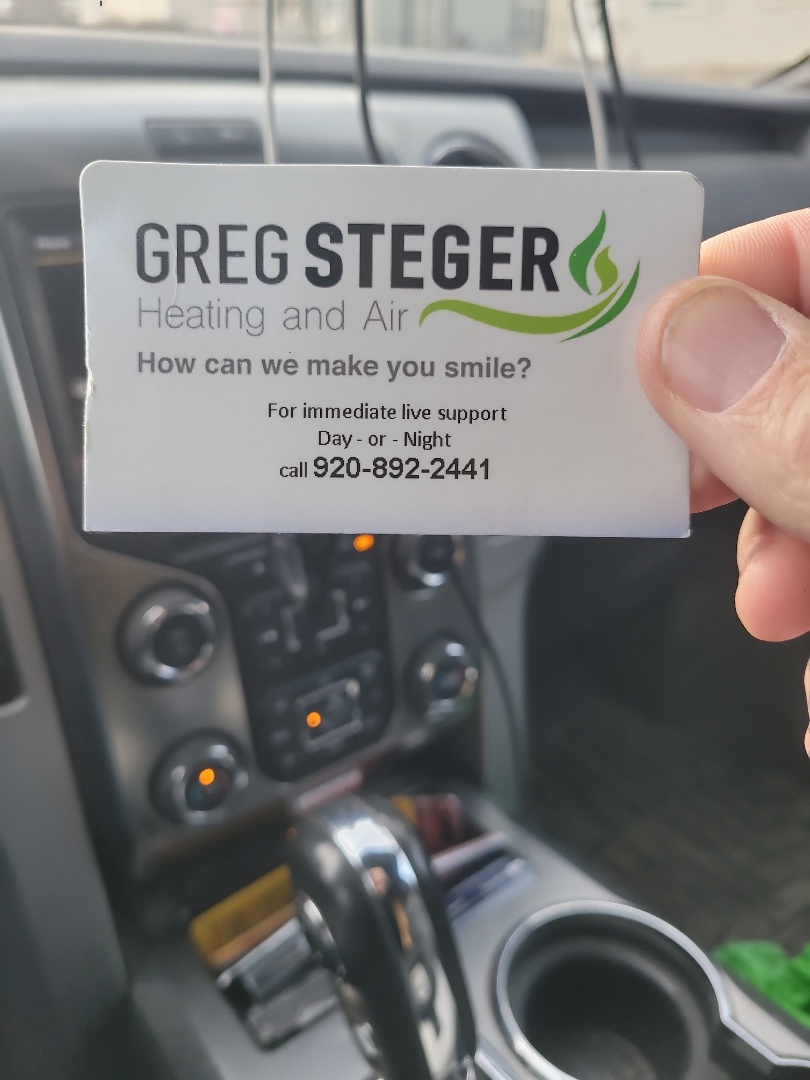 GREG STEGER
Heating and Air
How can we make you smile?
For immediate live support
Day - or - Night
call 920-892-2441